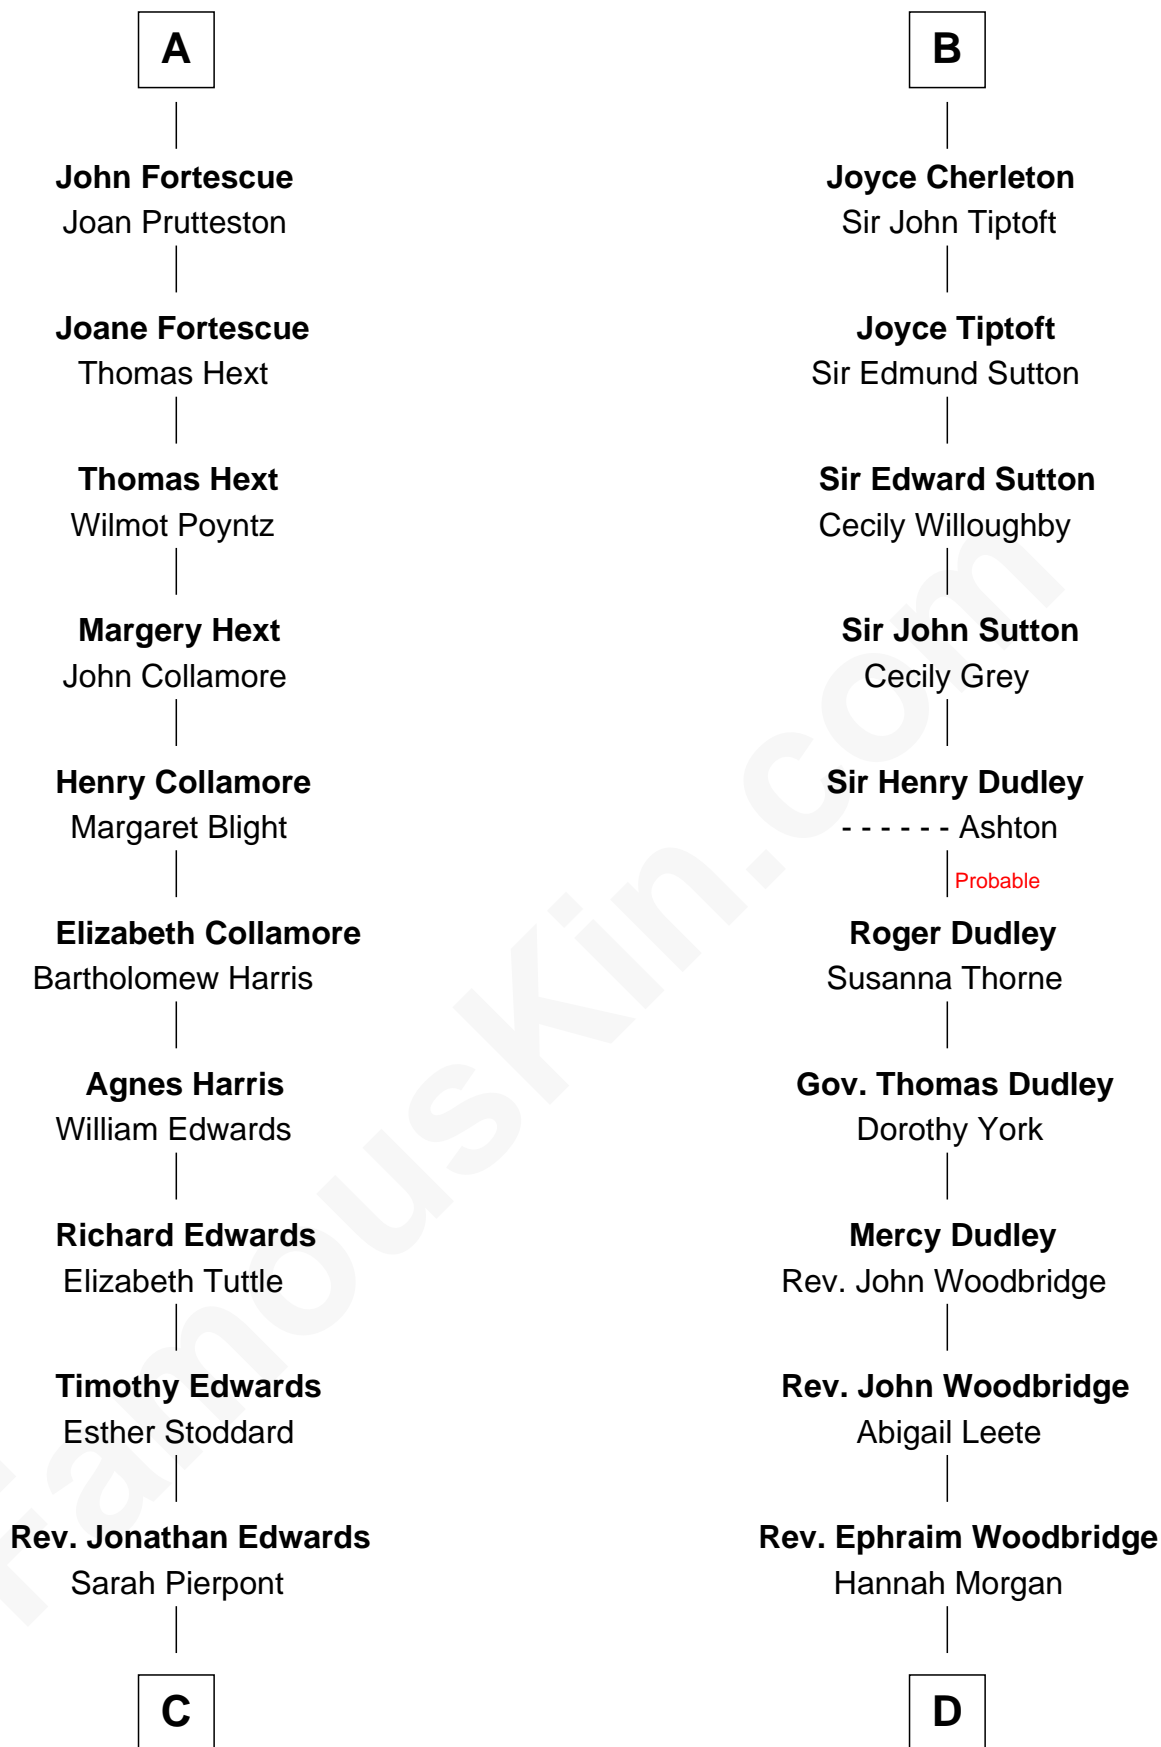 A
John Fortescue
Joan Prutteston
Joane Fortescue
Thomas Hext
Thomas Hext
Wilmot Poyntz
Margery Hext
John Collamore
Henry Collamore
Margaret Blight
Elizabeth Collamore
Bartholomew Harris
Agnes Harris
William Edwards
Richard Edwards
Elizabeth Tuttle
Timothy Edwards
Esther Stoddard
Rev. Jonathan Edwards
Sarah Pierpont
C
B
Joyce Cherleton
Sir John Tiptoft
Joyce Tiptoft
Sir Edmund Sutton
Sir Edward Sutton
Cecily Willoughby
Sir John Sutton
Cecily Grey
Sir Henry Dudley
- - - - - - Ashton
Probable
Roger Dudley
Susanna Thorne
Gov. Thomas Dudley
Dorothy York
Mercy Dudley
Rev. John Woodbridge
Rev. John Woodbridge
Abigail Leete
Rev. Ephraim Woodbridge
Hannah Morgan
D
FamousKin.com